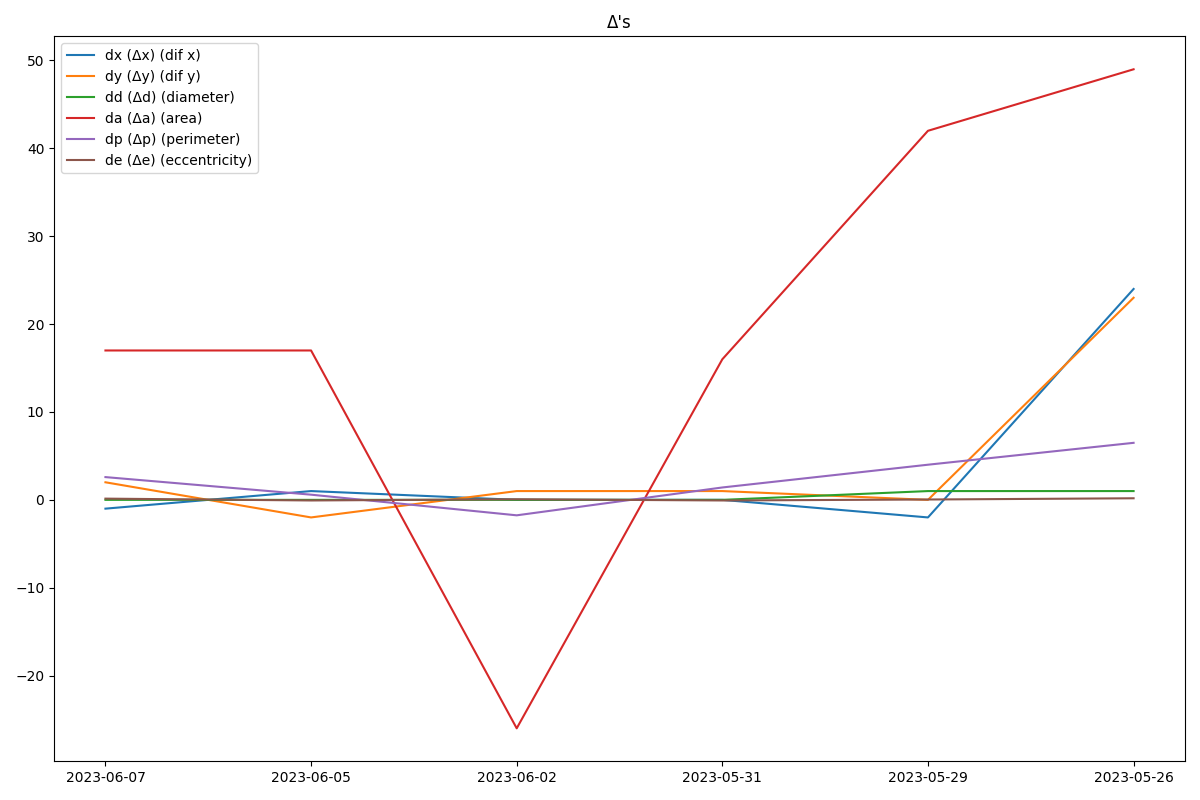 Δ's
dx (Δx) (dif x)
dy (Δy) (dif y)
dd (Δd) (diameter)
da (Δa) (area)
dp (Δp) (perimeter)
de (Δe) (eccentricity)
50
40
30
20
10
0
−10
−20
2023-06-07 2023-06-05 2023-06-02 2023-05-31 2023-05-29 2023-05-26